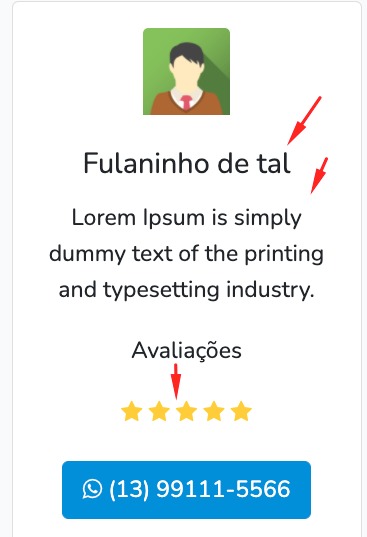 Fulaninho de tal
Lorem Ipsum is simply
dummy text of the printing
and typesetting industry.
Avaliações
(13) 99111-5566